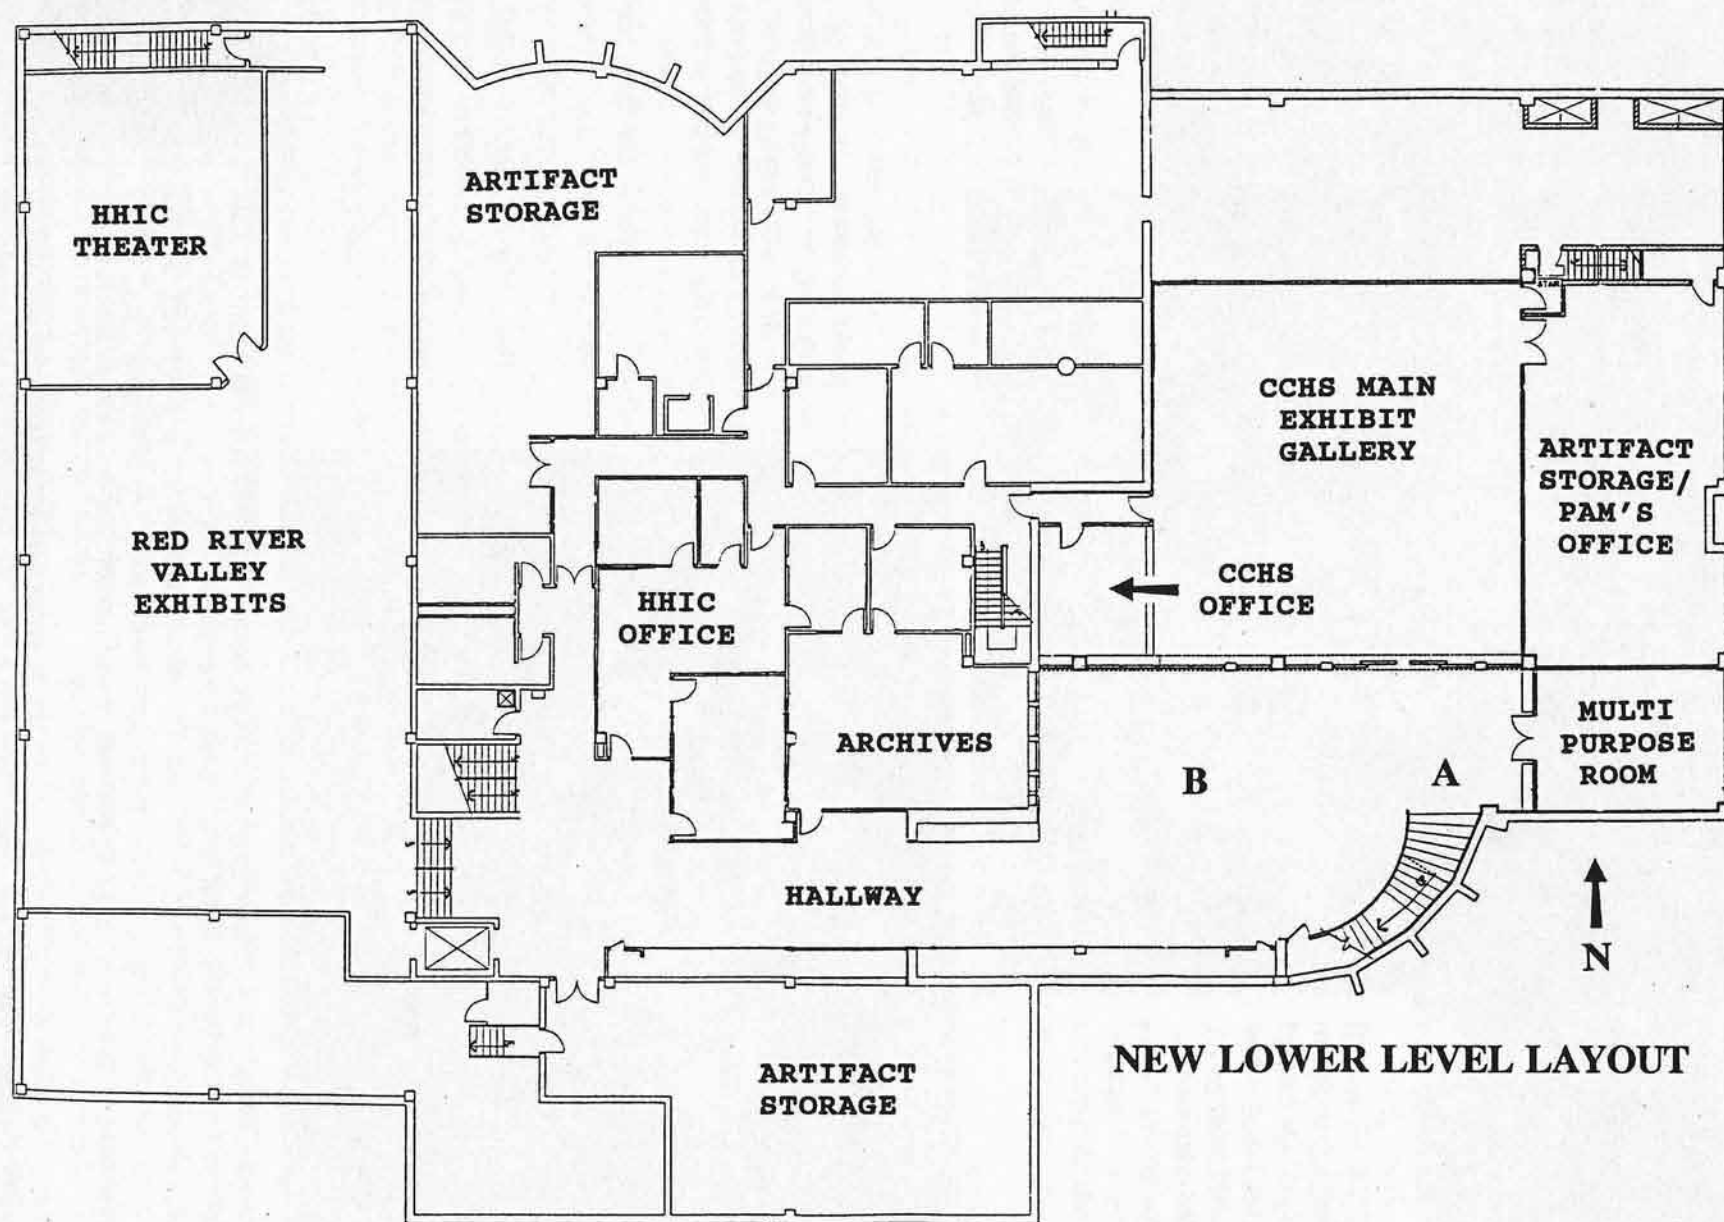 HHIC
THEATER
ARTIFACT
STORAGE
RED RIVER
VALLEY
EXHIBITS
HHIC
OFFICE
ARCHIVES
CCHS MAIN
EXHIBIT
GALLERY
STAIR
ARTIFACT
STORAGE/
PAM'S
OFFICE
CCHS
OFFICE
MULTI
PURPOSE
ROOM
B
A
HALLWAY
N
ARTIFACT
STORAGE
NEW LOWER LEVEL LAYOUT